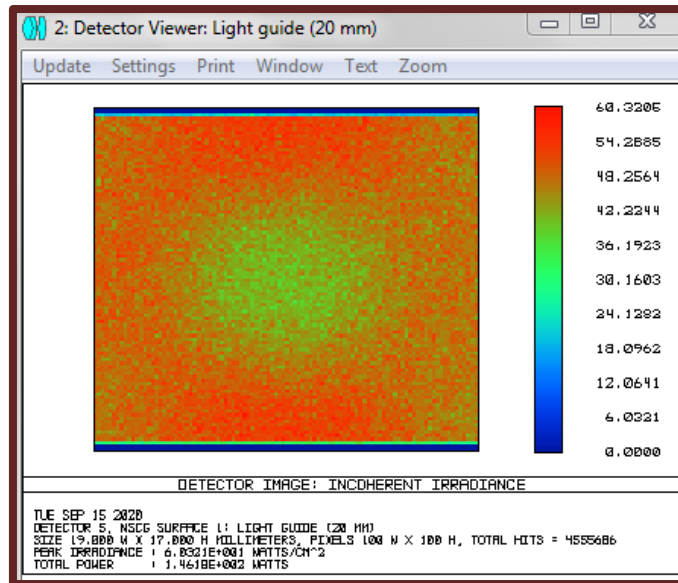 2: Detector Viewer: Light guide (20 mm)
Update Settings Print Window Text Zoom
60.3205
54.2885
48.2564
42.2244
36.1923
30.1603
24.1282
18.0962
12.0641
6.0321
0.0000
DETECTOR IMAGE: INCOHERENT IRRADIANCE
TUE SEP 15 2020
DETECTOR 5, NSCG SURFACE 1: LIGHT GUIDE (20 MM)
SIZE 19.000 W X 17.000 H MILLIMETERS, PIXELS 100 W X 100 H, TOTAL HITS = 4555686
PEAK IRRADIANCE : 6.0321E+001 WATTS/CM^2
TOTAL POWER : 1.4618E+002 WATTS